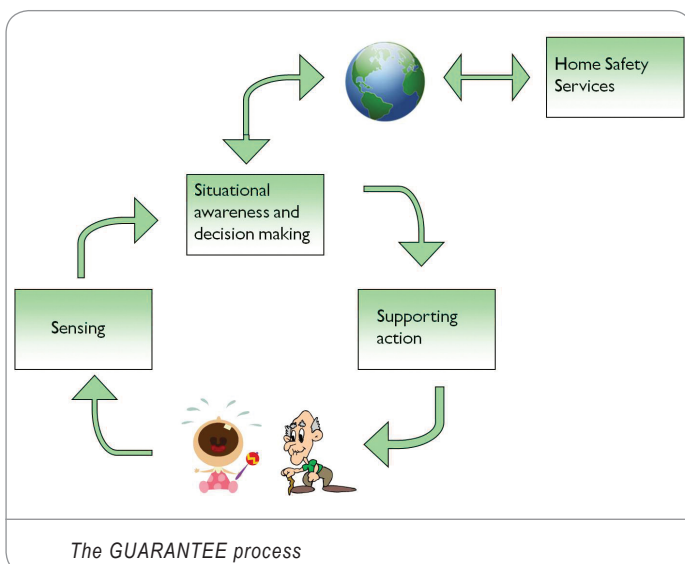 Home Safety
Services
Situational
awareness and
decision making
Sensing
Supporting
action
The GUARANTEE process